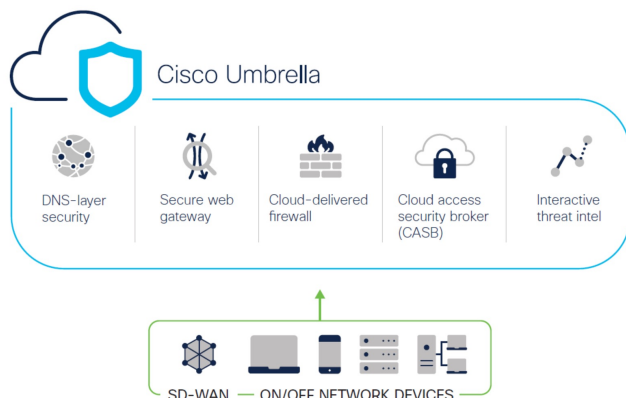 Cisco Umbrella
DNS-layer
security
Secure web
gateway
Cloud-delivered
firewall
Cloud access
security broker
(CASB)
Interactive
threat intel
SD-WAN — ON/OFF NETWORK DEVICES